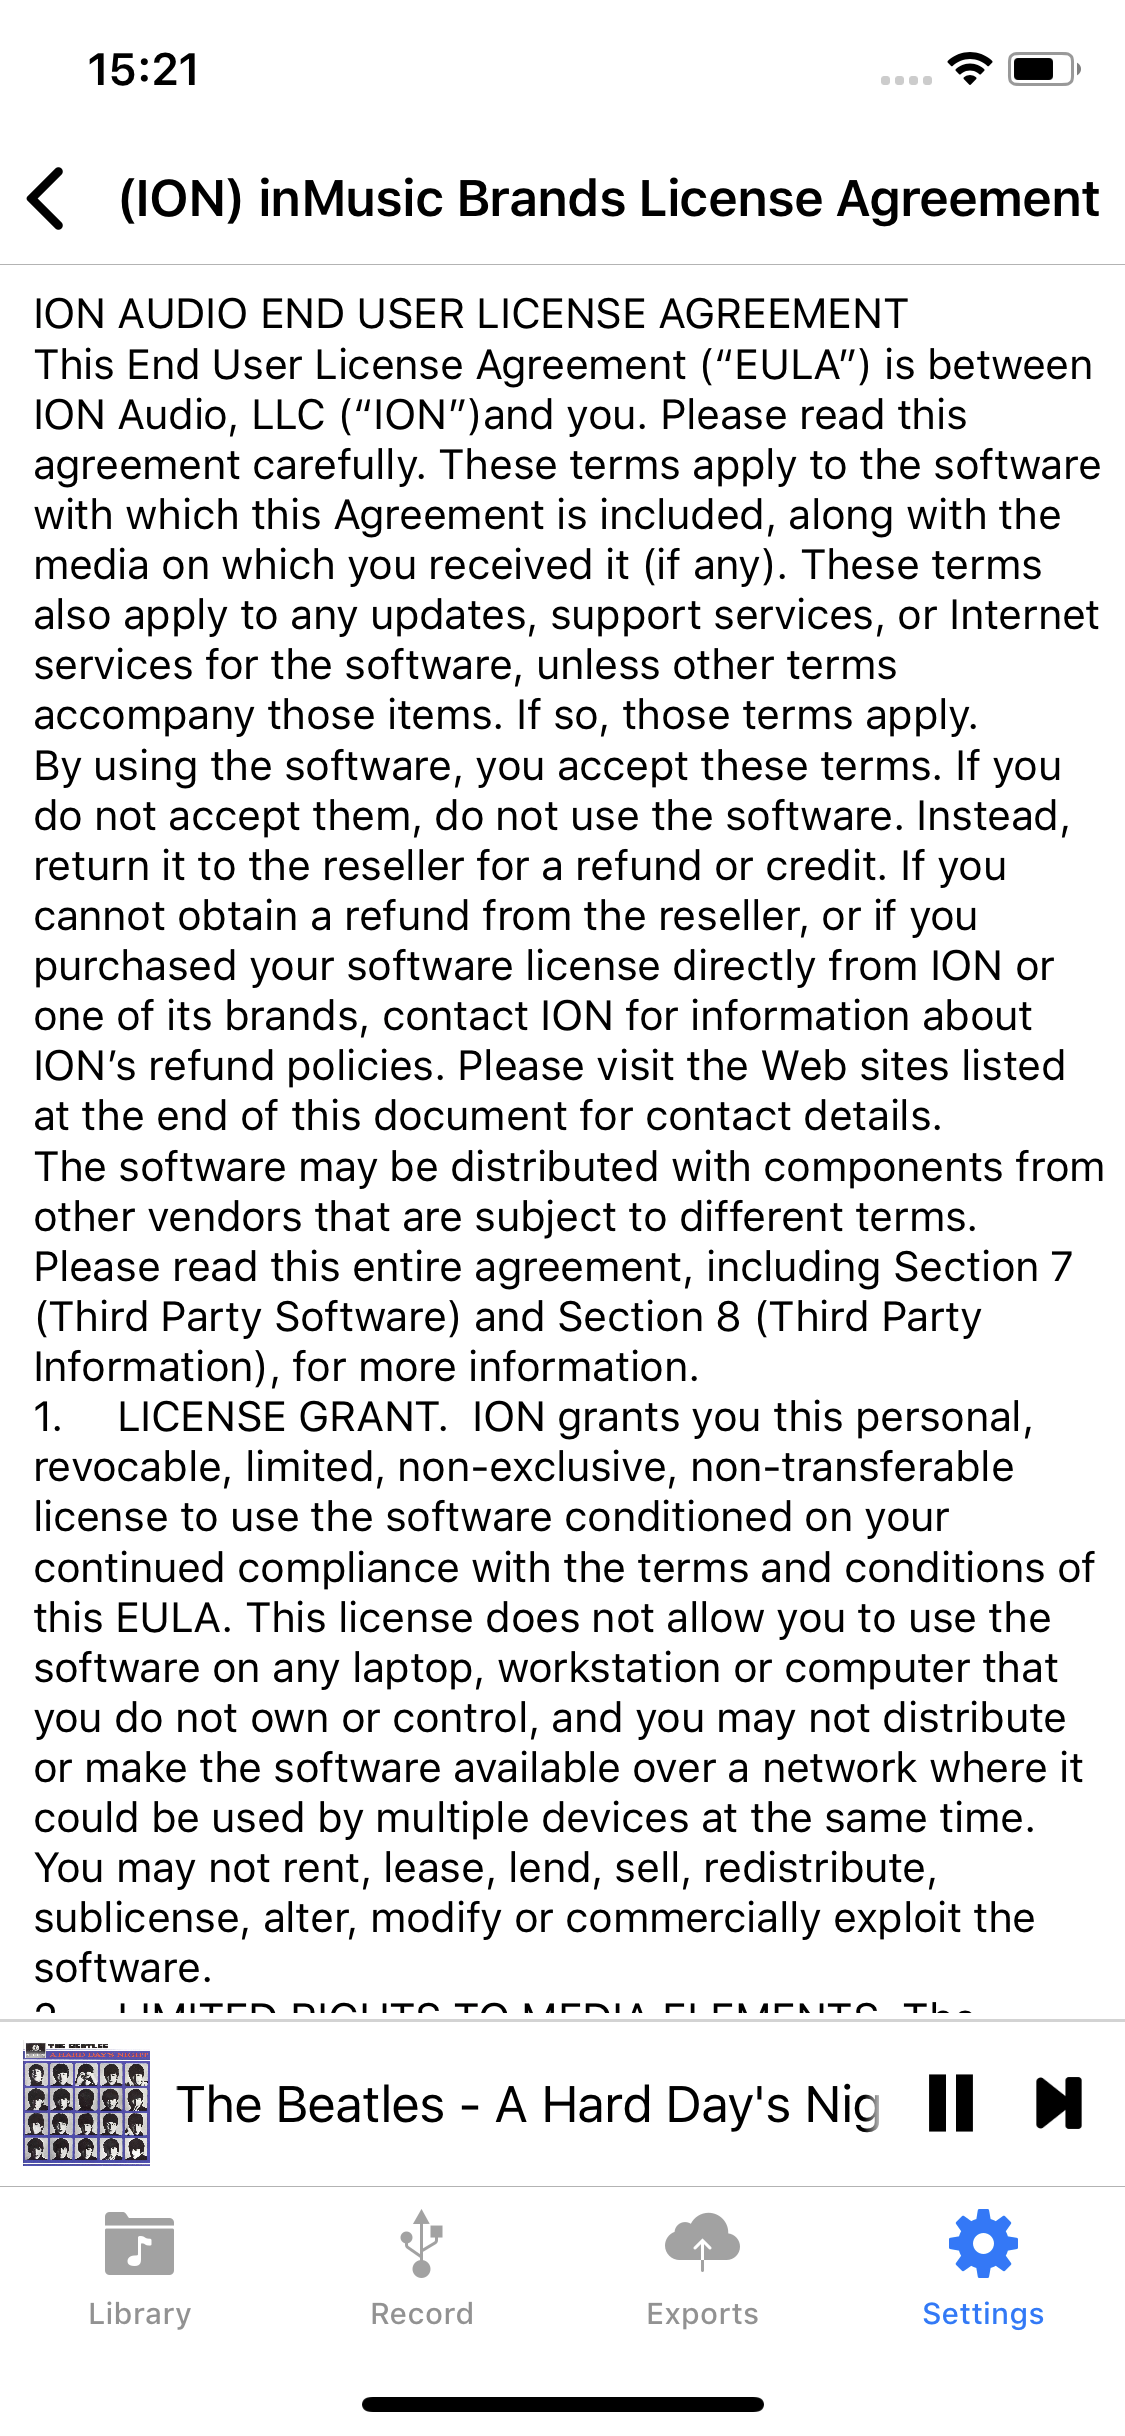 15:21
(ION) inMusic Brands License Agreement
ION AUDIO END USER LICENSE AGREEMENT
This End User License Agreement (“EULA”) is between
ION Audio, LLC (“ION”)and you. Please read this
agreement carefully. These terms apply to the software
with which this Agreement is included, along with the
media on which you received it (if any). These terms
also apply to any updates, support services, or Internet
services for the software, unless other terms
accompany those items. If so, those terms apply.
By using the software, you accept these terms. If you
do not accept them, do not use the software. Instead,
return it to the reseller for a refund or credit. If you
cannot obtain a refund from the reseller, or if you
purchased your software license directly from ION or
one of its brands, contact ION for information about
ION’s refund policies. Please visit the Web sites listed
at the end of this document for contact details.
The software may be distributed with components from
other vendors that are subject to different terms.
Please read this entire agreement, including Section 7
(Third Party Software) and Section 8 (Third Party
Information), for more information.
1. LICENSE GRANT. ION grants you this personal,
revocable, limited, non-exclusive, non-transferable
license to use the software conditioned on your
continued compliance with the terms and conditions of
this EULA. This license does not allow you to use the
software on any laptop, workstation or computer that
you do not own or control, and you may not distribute
or make the software available over a network where it
could be used by multiple devices at the same time.
You may not rent, lease, lend, sell, redistribute,
sublicense, alter, modify or commercially exploit the
software.
2. LIMITED RIGHTS TO MEDIA ELEMENTS. The
THE BEATLES
A HARD DAY'S NIGHT
The Beatles - A Hard Day's Nig
Library
Record
Exports
Settings